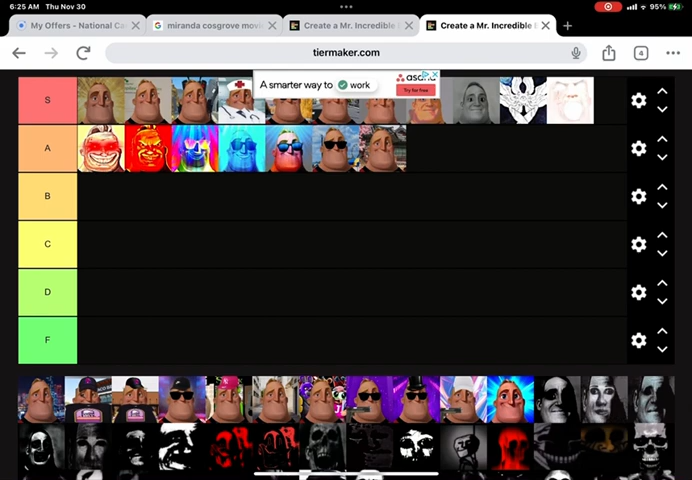 6:25 AM Thu Nov 30
95%
My Offers - National Ca
miranda cosgrove movi
Create a Mr. Incredible
Create a Mr. Incredible
tiermaker.com
4
A smarter way to work
asana
Try for free
S
A
B
C
D
F